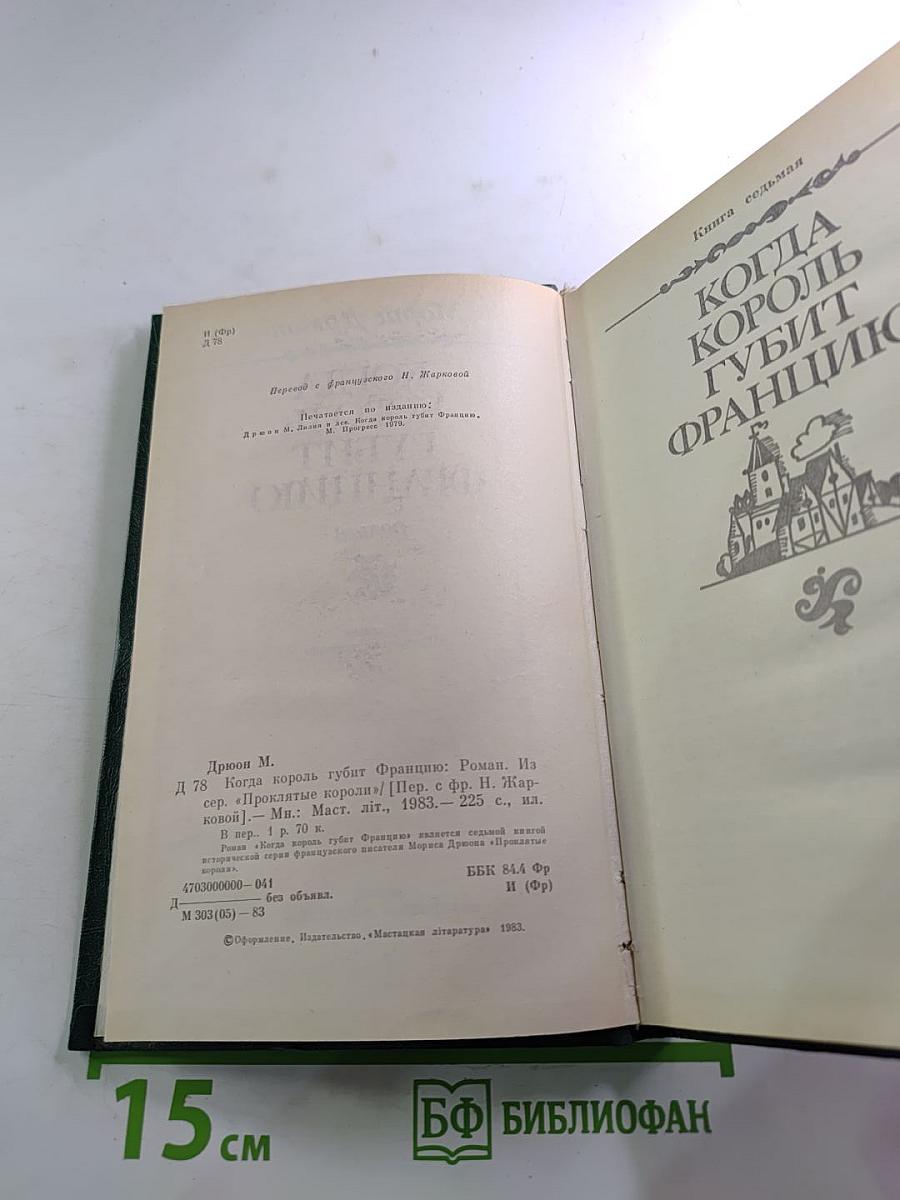 И (Фр)
Д 78
Перевод с французского Н. Жарковой
Печатается по изданию:
Дрюон М. Лилия и лев. Когда король губит Францию.
М. Прогресс 1979.
Дрюон М.
Д 78 Когда король губит Францию: Роман. Из
сер. «Проклятые короли»/ [Пер. с фр. Н. Жар-
ковой].— Мн.: Маст. літ., 1983.— 225 с., ил.
В пер.. 1 р. 70 к.
Роман «Когда король губит Францию» является седьмой книгой
исторической серии французского писателя Мориса Дрюона «Проклятые
короли».
4703000000—041
Д— без объявл.
М 303(05)—83
ББК 84.4 Фр
И (Фр)
©Оформление, Издательство, «Мастацкая літаратура» 1983.
Книга седьмая
КОГДА
КОРОЛЬ
ГУБИТ
ФРАНЦИЮ
15 см
БФ БИБЛИОФАН